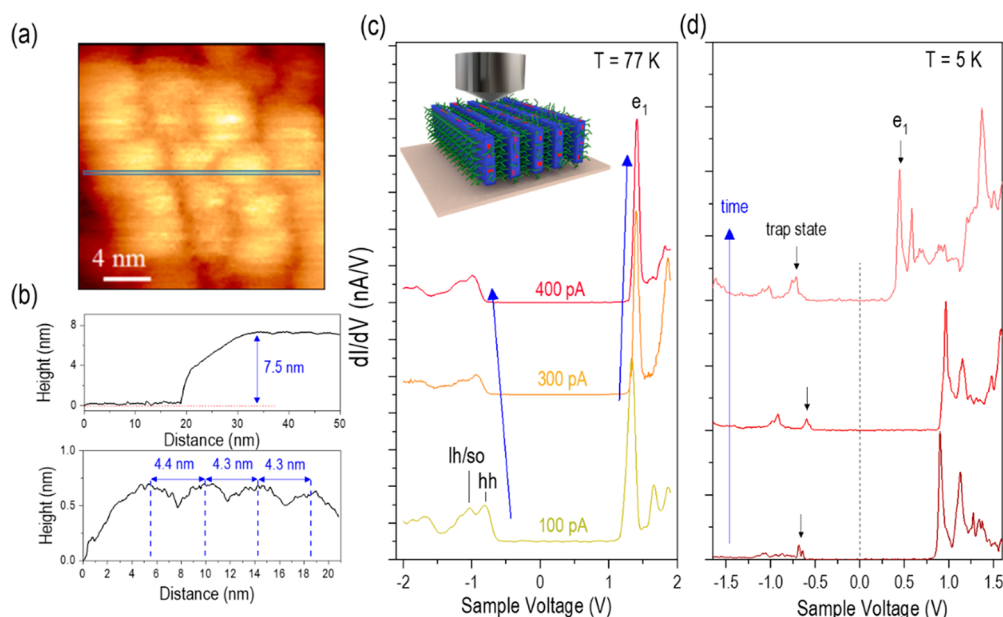 (a)
4 nm
(b)
Height (nm)
8
4
0
7.5 nm
0 10 20 30 40 50
Distance (nm)
Height (nm)
1.0
0.5
0.0
4.4 nm 4.3 nm 4.3 nm
0 2 4 6 8 10 12 14 16 18 20
Distance (nm)
(c)
T = 77 K
e1
dI/dV (nA/V)
400 pA
300 pA
lh/so
hh
100 pA
-2 -1 0 1 2
Sample Voltage (V)
(d)
T = 5 K
e1
time
trap state
-1.5 -1.0 -0.5 0.0 0.5 1.0 1.5
Sample Voltage (V)